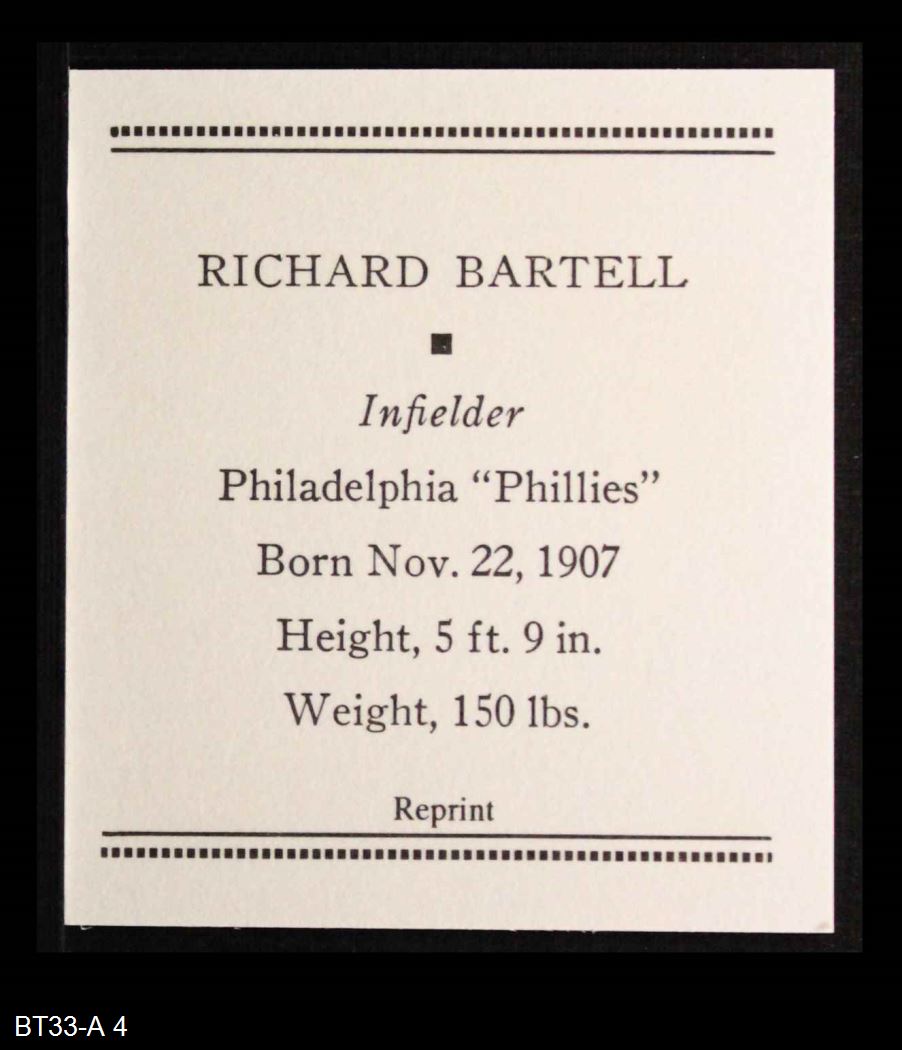 RICHARD BARTELL
Infielder
Philadelphia “Phillies”
Born Nov. 22, 1907
Height, 5 ft. 9 in.
Weight, 150 lbs.
Reprint
BT33-A 4